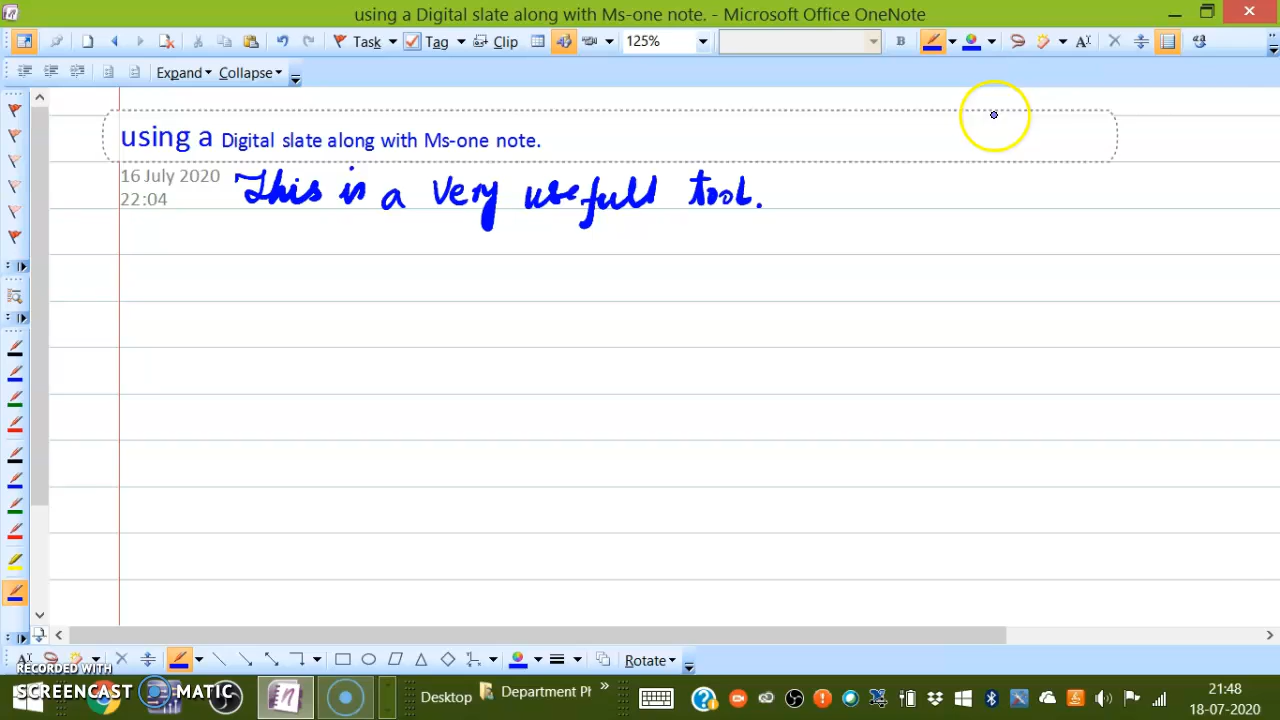 using a Digital slate along with Ms-one note. - Microsoft Office OneNote
Task Tag Clip 125% B
Expand Collapse
using a Digital slate along with Ms-one note.
16 July 2020
22:04
This is a very usefull tool.
Rotate
RECORDED WITH
SCREENCAST MATIC
Desktop Department Ph »
21:48
18-07-2020